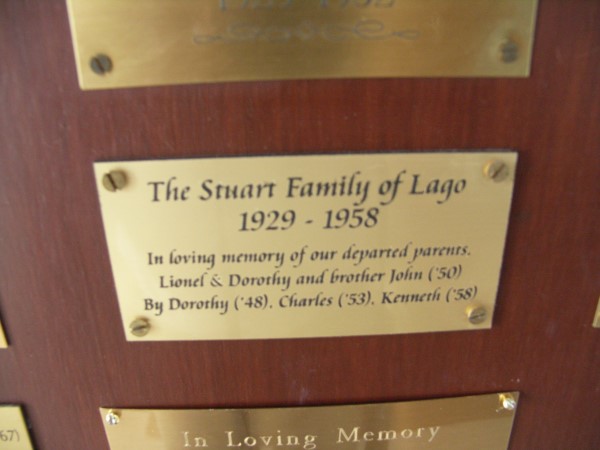 The Stuart Family of Lago
1929 - 1958
In loving memory of our departed parents,
Lionel & Dorothy and brother John ('50)
By Dorothy ('48), Charles ('53), Kenneth ('58)
'67)
In Loving Memory